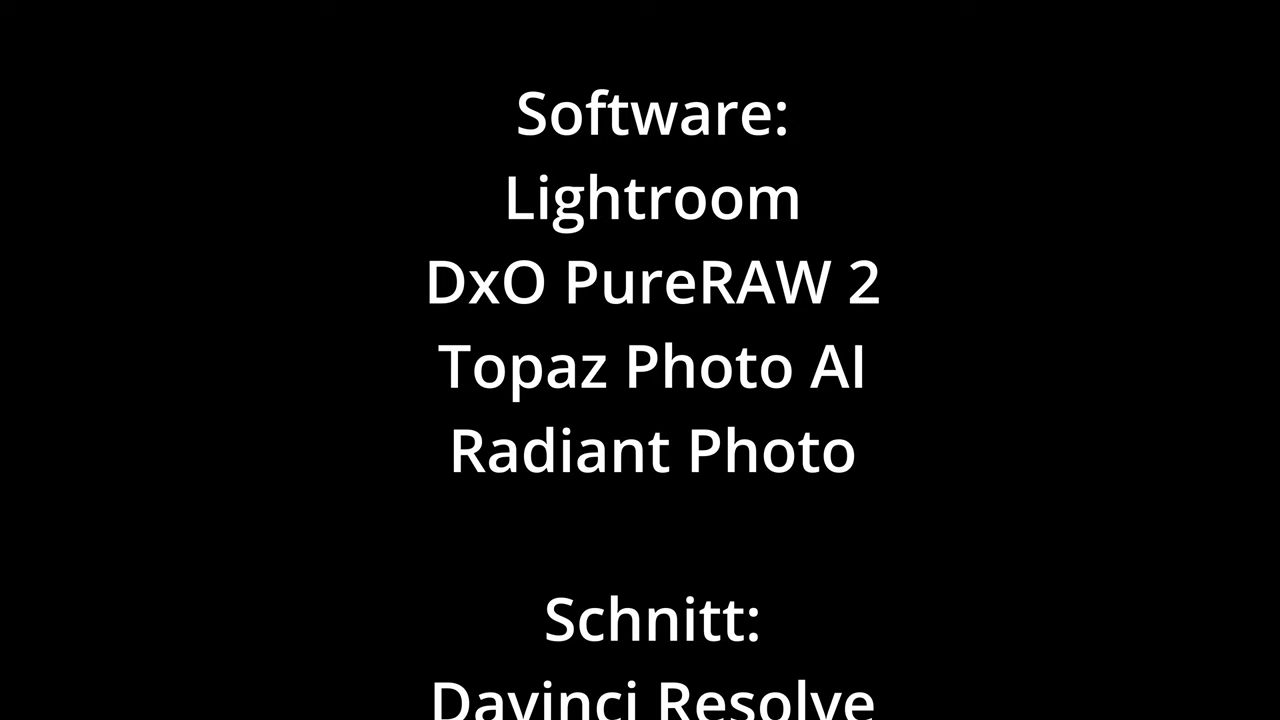 Software:
Lightroom
DxO PureRAW 2
Topaz Photo AI
Radiant Photo
Schnitt:
Davinci Resolve